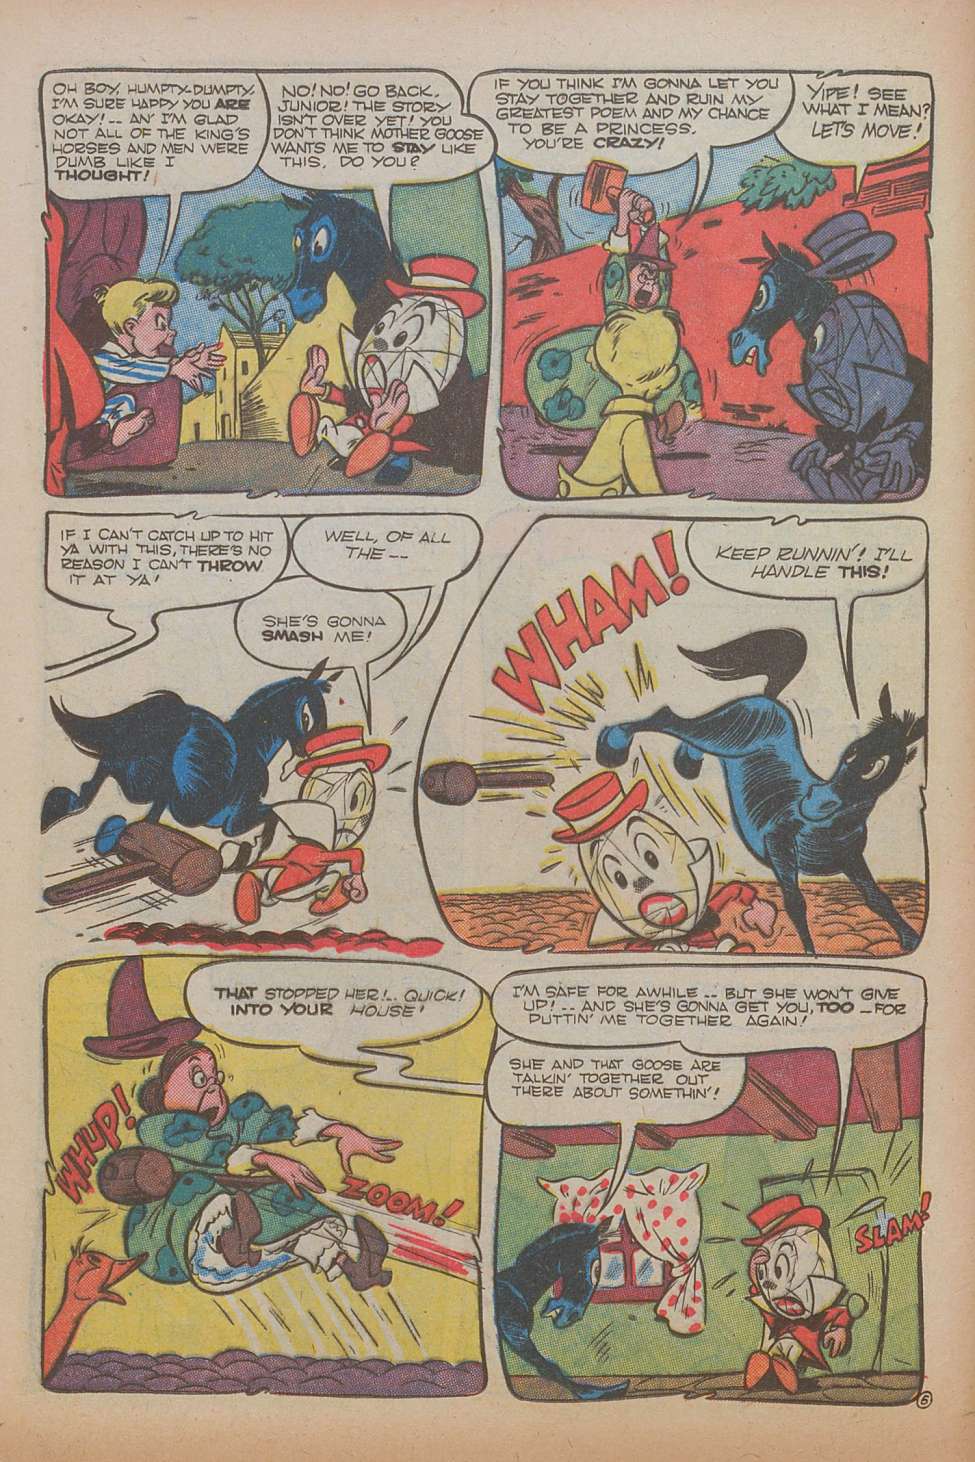 OH BOY, HUMPTY-DUMPTY,
I'M SURE HAPPY YOU ARE
OKAY! -- AN' I'M GLAD
NOT ALL OF THE KING'S
HORSES AND MEN WERE
DUMB LIKE I
THOUGHT!
NO! NO! GO BACK,
JUNIOR! THE STORY
ISN'T OVER YET! YOU
DON'T THINK MOTHER GOOSE
WANTS ME TO STAY LIKE
THIS, DO YOU?
IF YOU THINK I'M GONNA LET YOU
STAY TOGETHER AND RUIN MY
GREATEST POEM AND MY CHANCE
TO BE A PRINCESS,
YOU'RE CRAZY!
YIPE! SEE
WHAT I MEAN?
LET'S MOVE!
IF I CAN'T CATCH UP TO HIT
YA WITH THIS, THERE'S NO
REASON I CAN'T THROW
IT AT YA!
WELL, OF ALL
THE --
SHE'S GONNA
SMASH ME!
WHAM!
KEEP RUNNIN'! I'LL
HANDLE THIS!
THAT STOPPED HER!.. QUICK!
INTO YOUR HOUSE!
WHUP!
ZOOM!
I'M SAFE FOR AWHILE -- BUT SHE WON'T GIVE
UP! -- AND SHE'S GONNA GET YOU, TOO -- FOR
PUTTIN' ME TOGETHER AGAIN!
SHE AND THAT GOOSE ARE
TALKIN' TOGETHER OUT
THERE ABOUT SOMETHIN'!
SLAM!
6